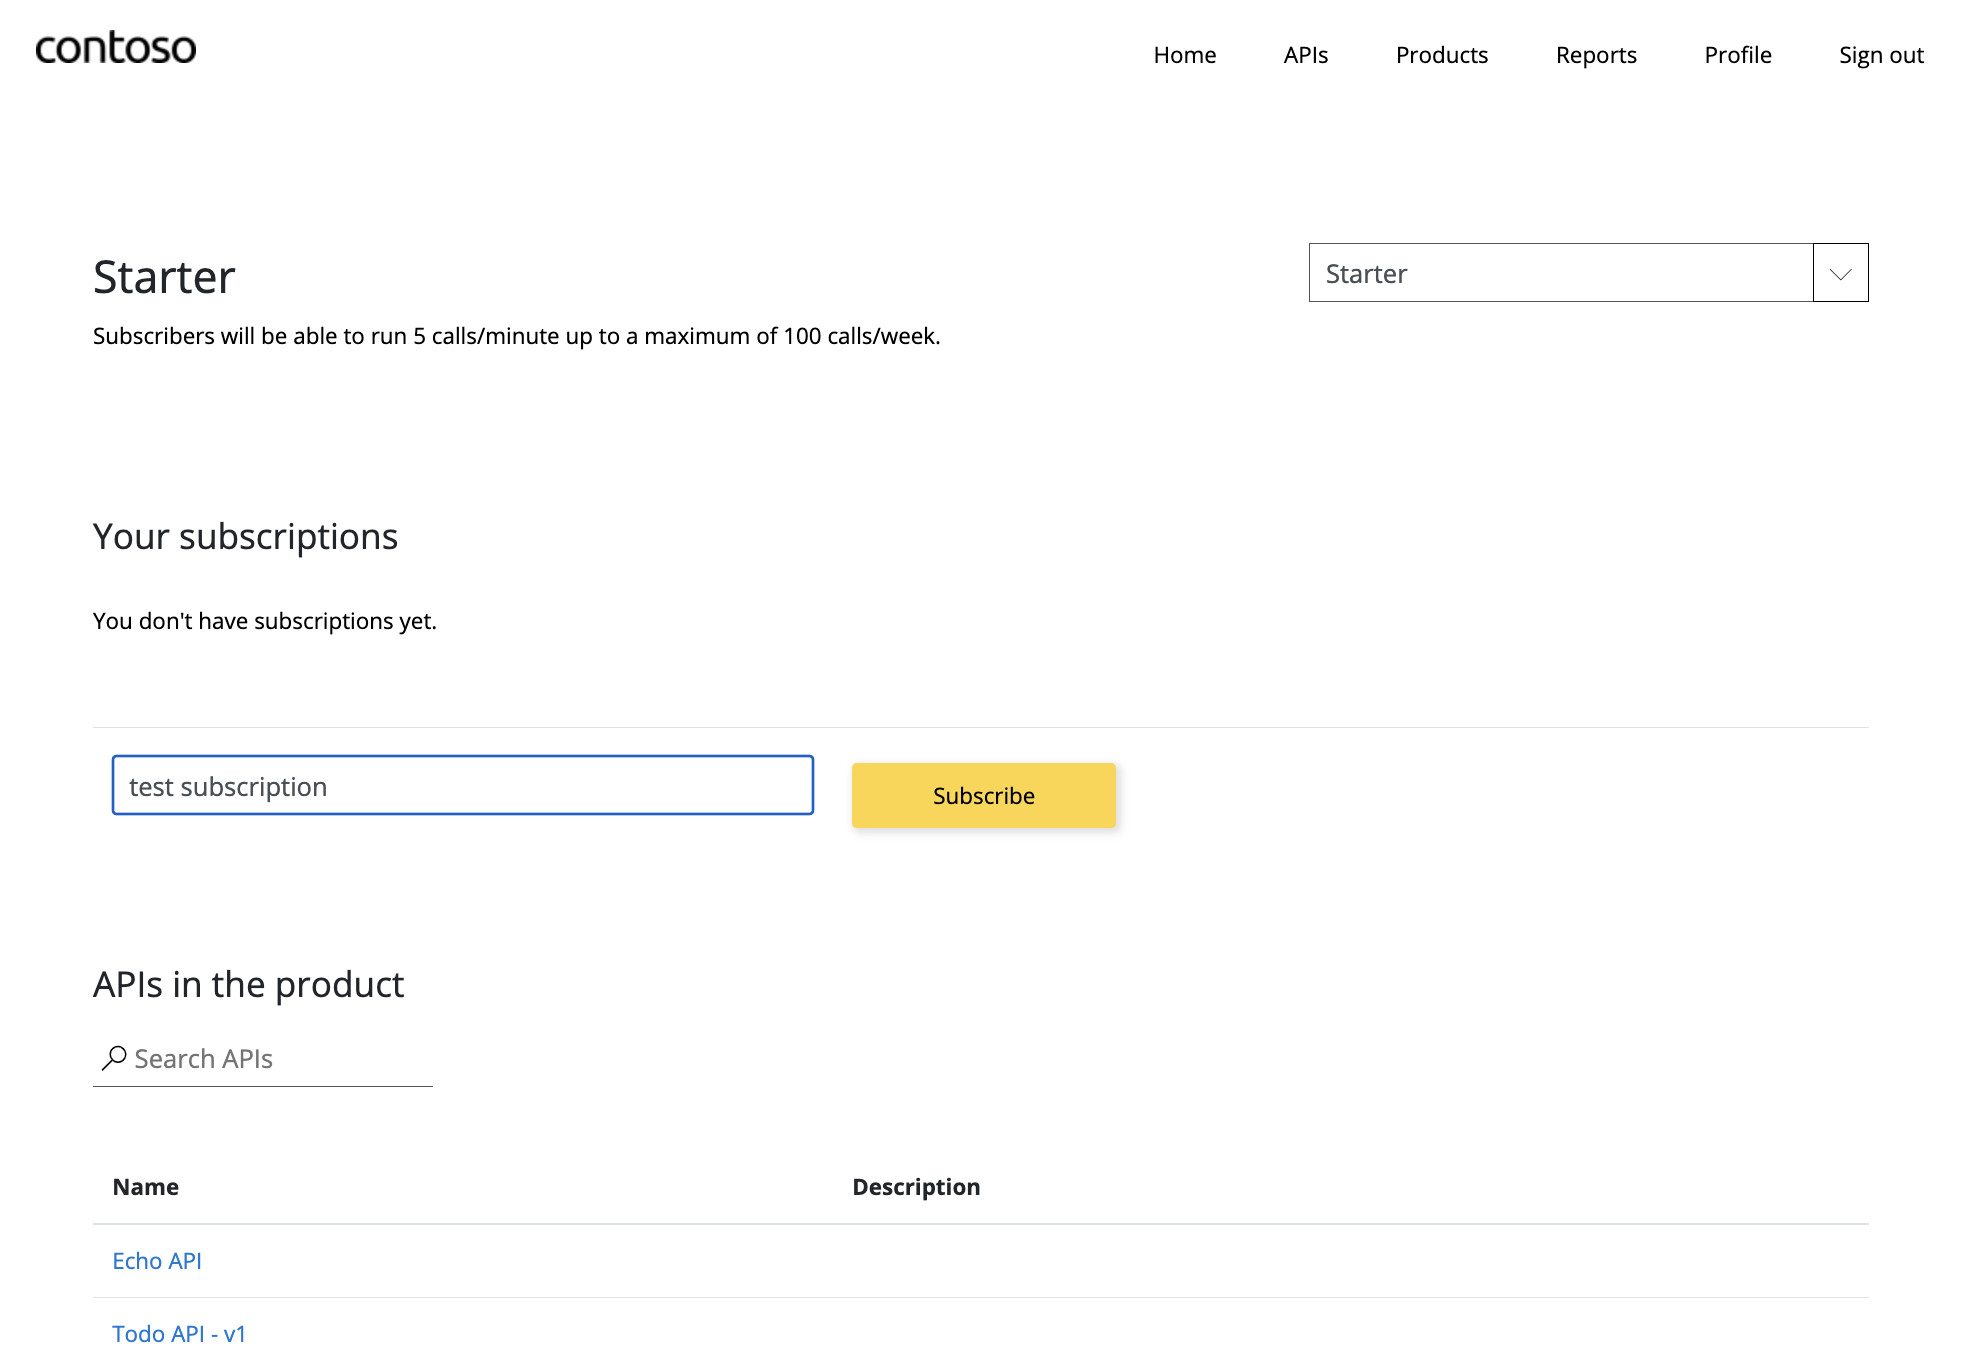 contoso
Home APIs Products Reports Profile Sign out
Starter
Starter
Subscribers will be able to run 5 calls/minute up to a maximum of 100 calls/week.
Your subscriptions
You don't have subscriptions yet.
test subscription
Subscribe
APIs in the product
Search APIs
Name Description
Echo API
Todo API - v1